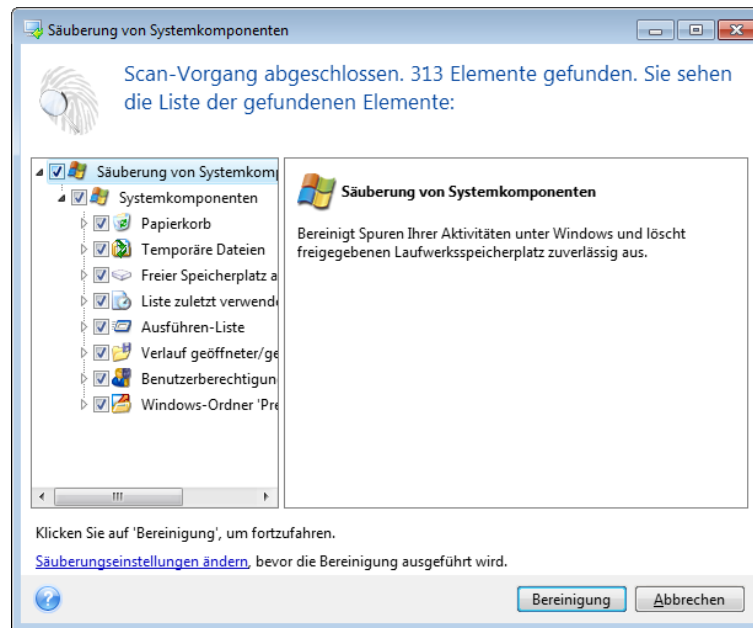 Säuberung von Systemkomponenten
Scan-Vorgang abgeschlossen. 313 Elemente gefunden. Sie sehen
die Liste der gefundenen Elemente:
Säuberung von Systemkom
Systemkomponenten
Papierkorb
Temporäre Dateien
Freier Speicherplatz a
Liste zuletzt verwend
Ausführen-Liste
Verlauf geöffneter/ge
Benutzerberechtigun
Windows-Ordner 'Pre
Säuberung von Systemkomponenten
Bereinigt Spuren Ihrer Aktivitäten unter Windows und löscht
freigegebenen Laufwerksspeicherplatz zuverlässig aus.
Klicken Sie auf 'Bereinigung', um fortzufahren.
Säuberungseinstellungen ändern, bevor die Bereinigung ausgeführt wird.
Bereinigung
Abbrechen